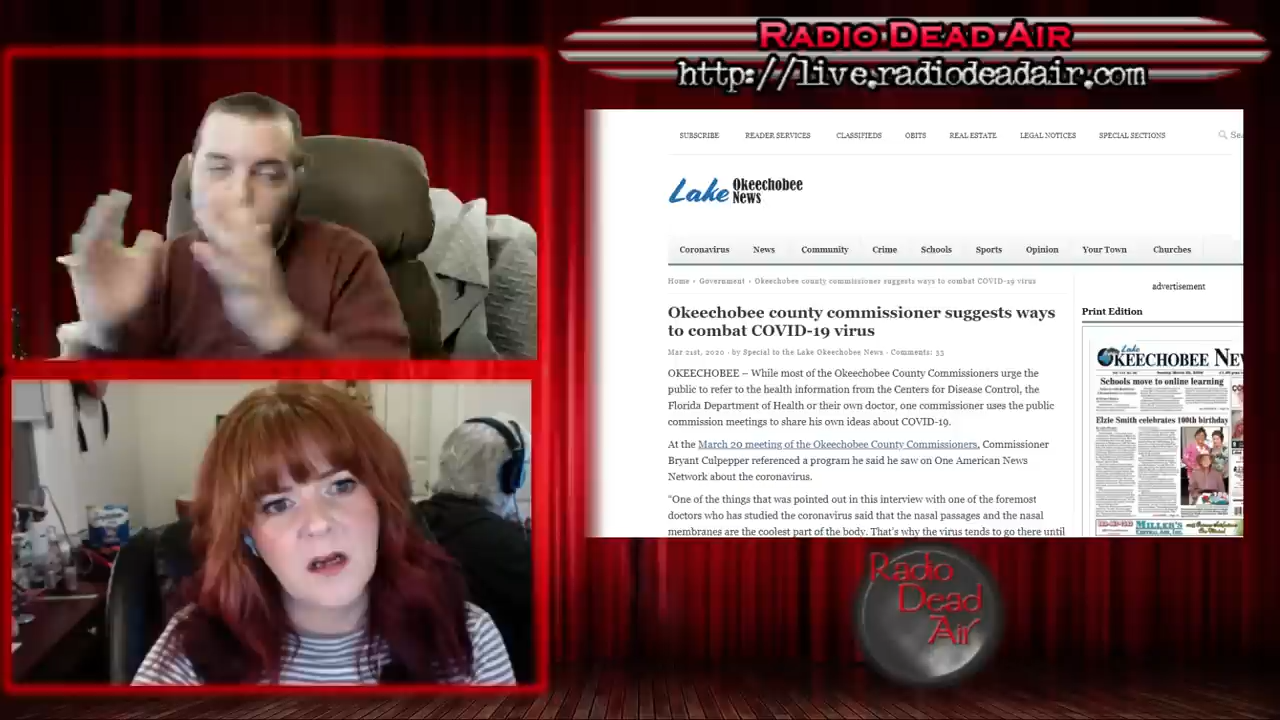 RADIO DEAD AIR
http://live.radiodeadair.com
SUBSCRIBE READER SERVICES CLASSIFIEDS OBITS REAL ESTATE LEGAL NOTICES SPECIAL SECTIONS Sea
Lake Okeechobee News
Coronavirus News Community Crime Schools Sports Opinion Your Town Churches
Home › Government › Okeechobee county commissioner suggests ways to combat COVID-19 virus
advertisement
Okeechobee county commissioner suggests ways
to combat COVID-19 virus
Mar 21st, 2020 · by Special to the Lake Okeechobee News · Comments: 33
OKEECHOBEE – While most of the Okeechobee County Commissioners urge the
public to refer to the health information from the Centers for Disease Control, the
Florida Department of Health or their own doctor, one commissioner uses the public
commission meetings to share his own ideas about COVID-19.
At the March 20 meeting of the Okeechobee County Commissioners, Commissioner
Bryant Culpepper referenced a program he said he saw on One American News
Network about the coronavirus.
"One of the things that was pointed out in this interview with one of the foremost
doctors who has studied the coronavirus said that the nasal passages and the nasal
membranes are the coolest part of the body. That's why the virus tends to go there until
Print Edition
Lake
OKEECHOBEE NEW
Schools move to online learning
Elzie Smith celebrates 100th birthday
MILLER'S
Radio
Dead
Air